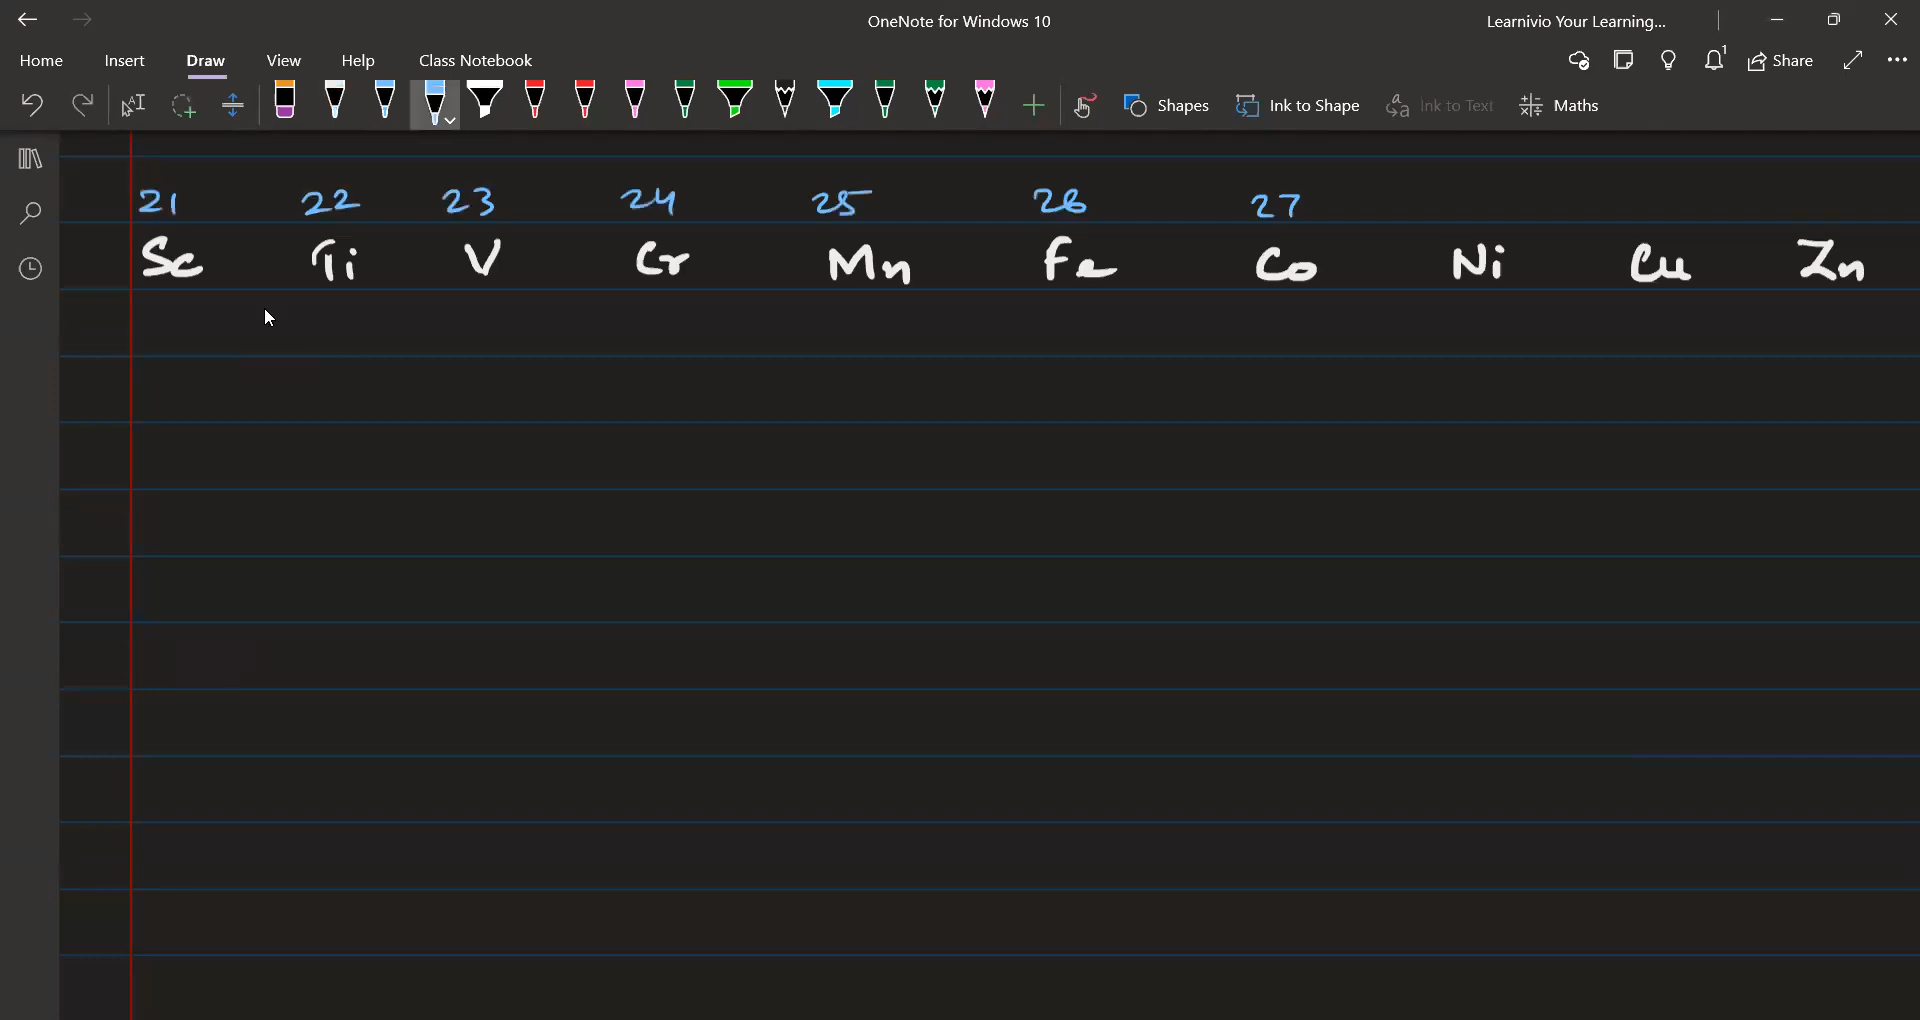 OneNote for Windows 10
Learnivio Your Learning...
Home Insert Draw View Help Class Notebook
1
Share
Shapes Ink to Shape Ink to Text Maths
21 22 23 24 25 26 27
Sc Ti V Cr Mn Fe Co Ni Cu Zn